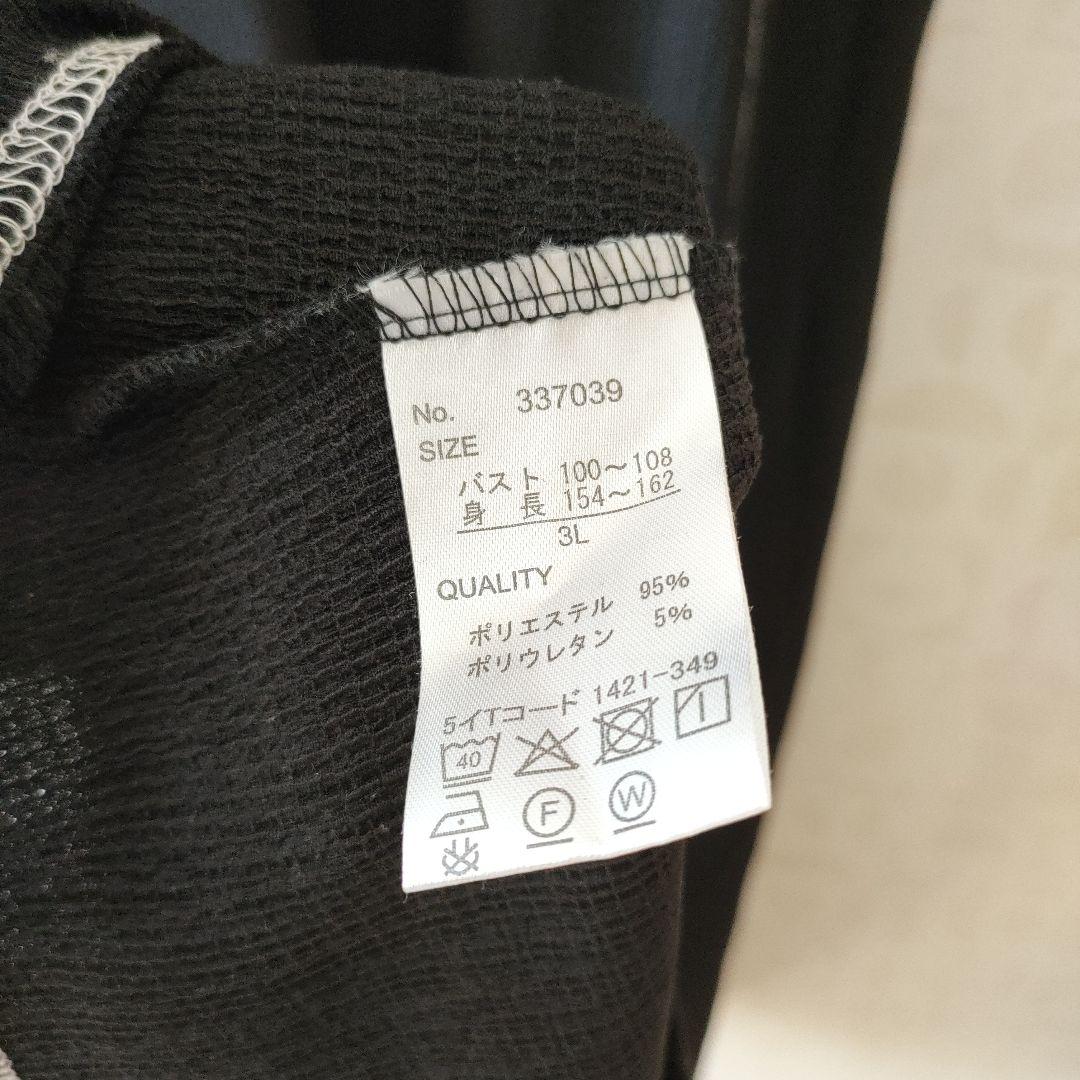 No. 337039
SIZE
バスト 100～108
身 長 154～162
3L
QUALITY
ポリエステル 95%
ポリウレタン 5%
5イTコード 1421-349
40
F W